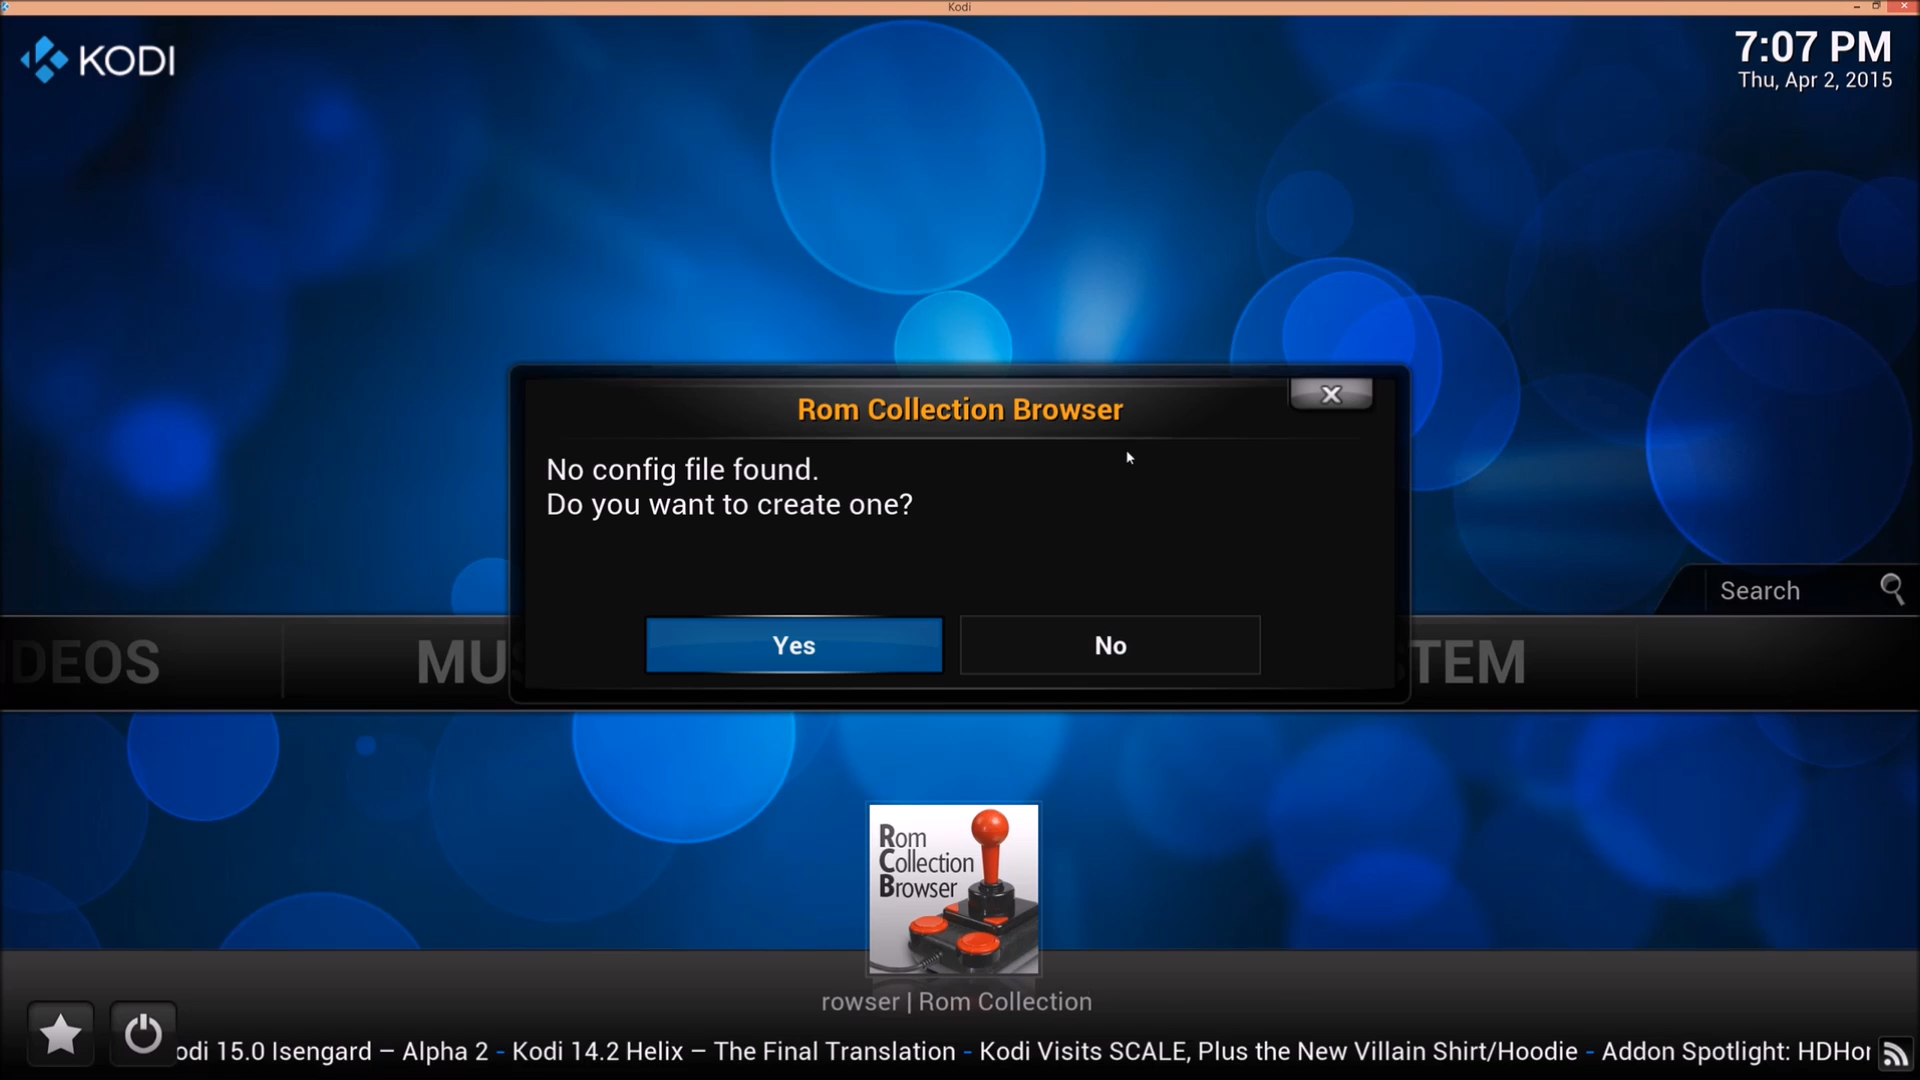 Kodi
KODI
7:07 PM
Thu, Apr 2, 2015
Rom Collection Browser
No config file found.
Do you want to create one?
Search
DEOS
MUS
TEM
Yes
No
Rom
Collection
Browser
rowser | Rom Collection
odi 15.0 Isengard – Alpha 2 - Kodi 14.2 Helix – The Final Translation - Kodi Visits SCALE, Plus the New Villain Shirt/Hoodie - Addon Spotlight: HDHor